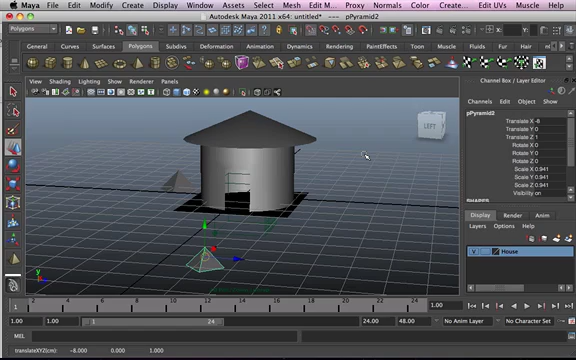 Maya File Edit Modify Create Display Window Assets Select Mesh Edit M... Proxy Normals Color Create... Edit UVs Muscle
Autodesk Maya 2011 x64: untitled* --- pPyramid2
Polygons
General Curves Surfaces Polygons Subdivs Deformation Animation Dynamics Rendering PaintEffects Toon Muscle Fluids Fur Hair
View Shading Lighting Show Renderer Panels
Channel Box / Layer Editor
Channels Edit Object Show
pPyramid2
Translate X -6
Translate Y 0
Translate Z 1
Rotate X 0
Rotate Y 0
Rotate Z 0
Scale X 0.941
Scale Y 0.941
Scale Z 0.941
Visibility on
SHAPES
LEFT
Display Render Anim
Layers Options Help
V House
y
2 4 6 8 10 12 14 16 18 20 22 24
1 1.00
1.00 1.00 1 24 24.00 48.00 No Anim Layer No Character Set
MEL
translateXYZ(cm): -6.000 0.000 1.000